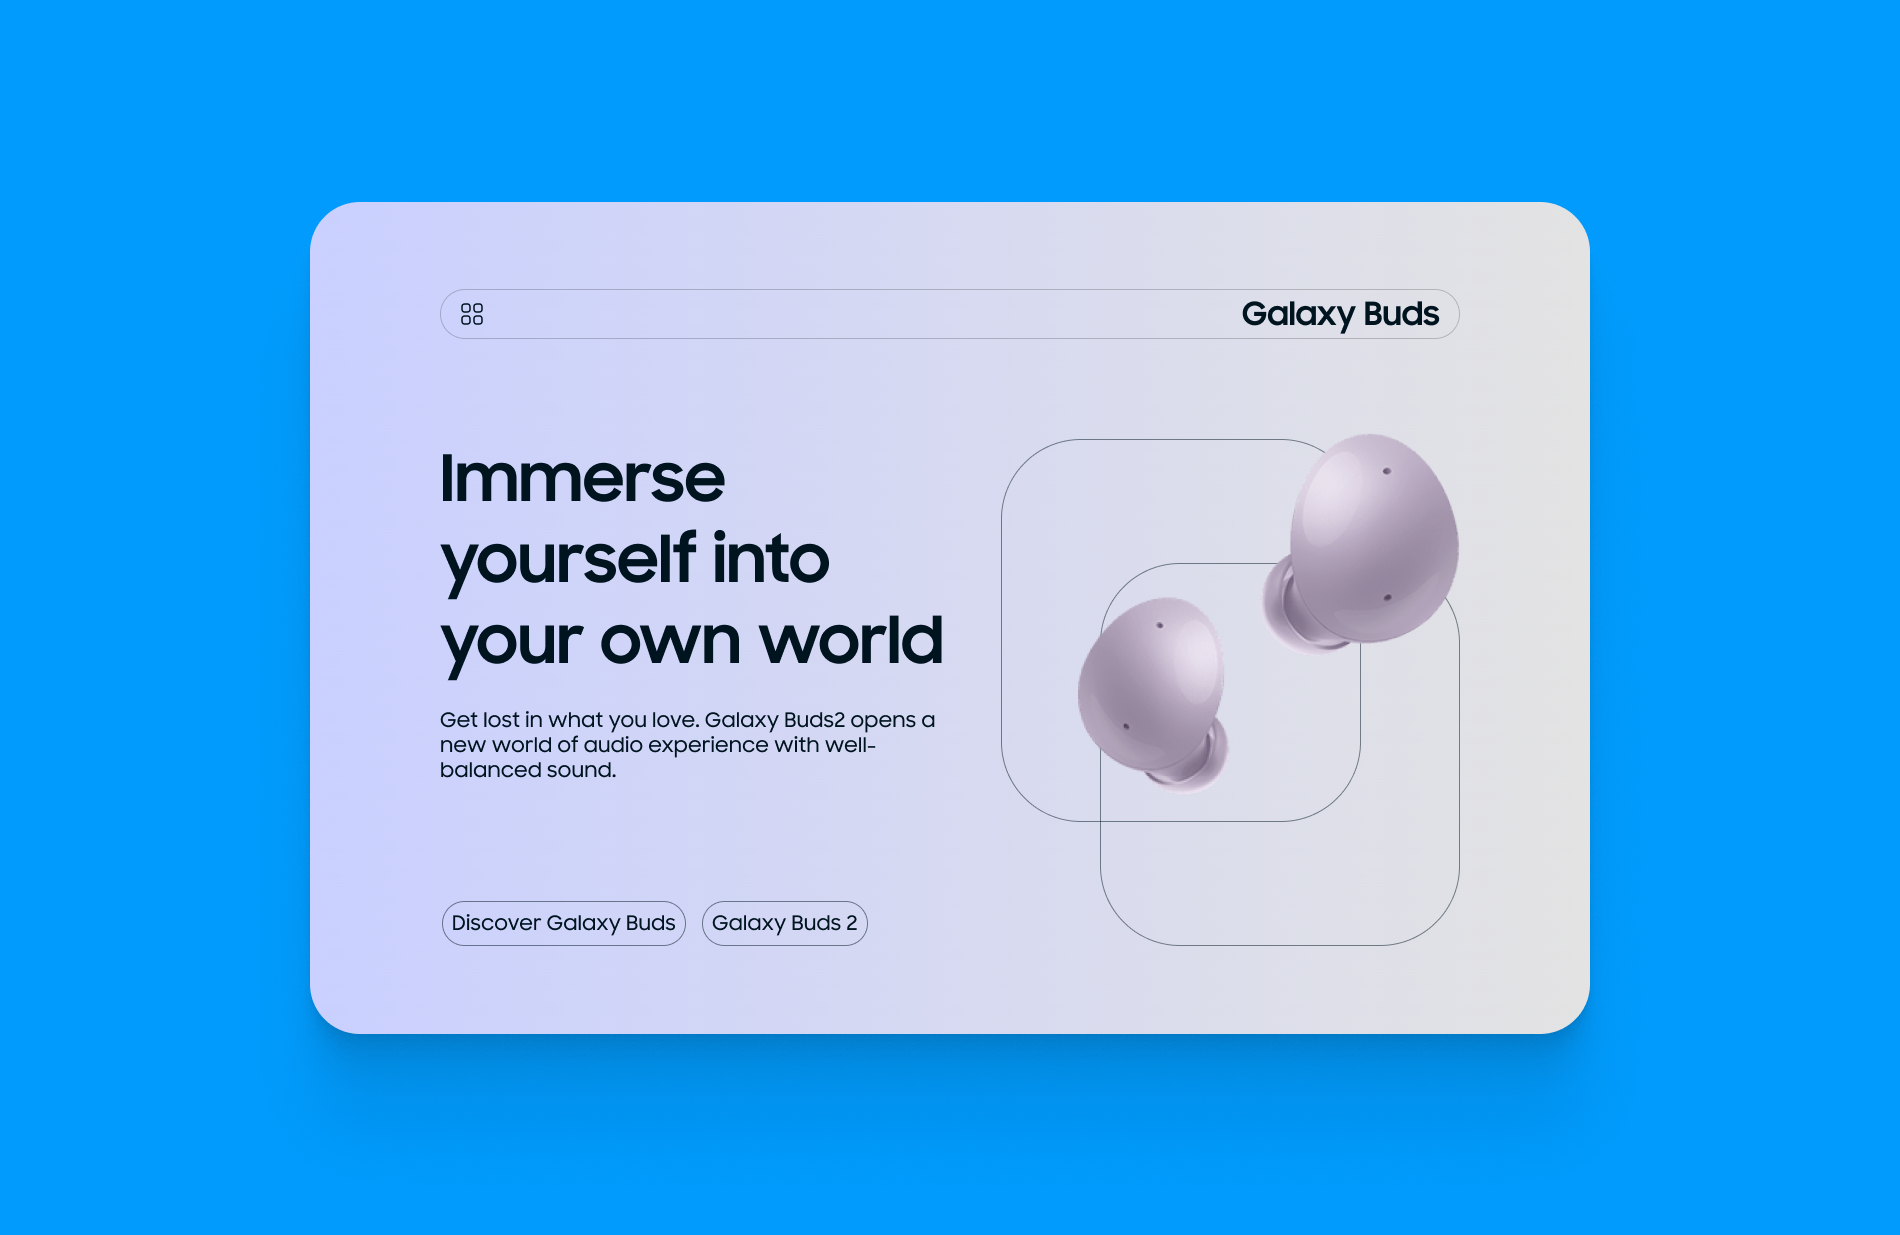 Galaxy Buds
Immerse
yourself into
your own world
Get lost in what you love. Galaxy Buds2 opens a
new world of audio experience with well-
balanced sound.
Discover Galaxy Buds
Galaxy Buds 2